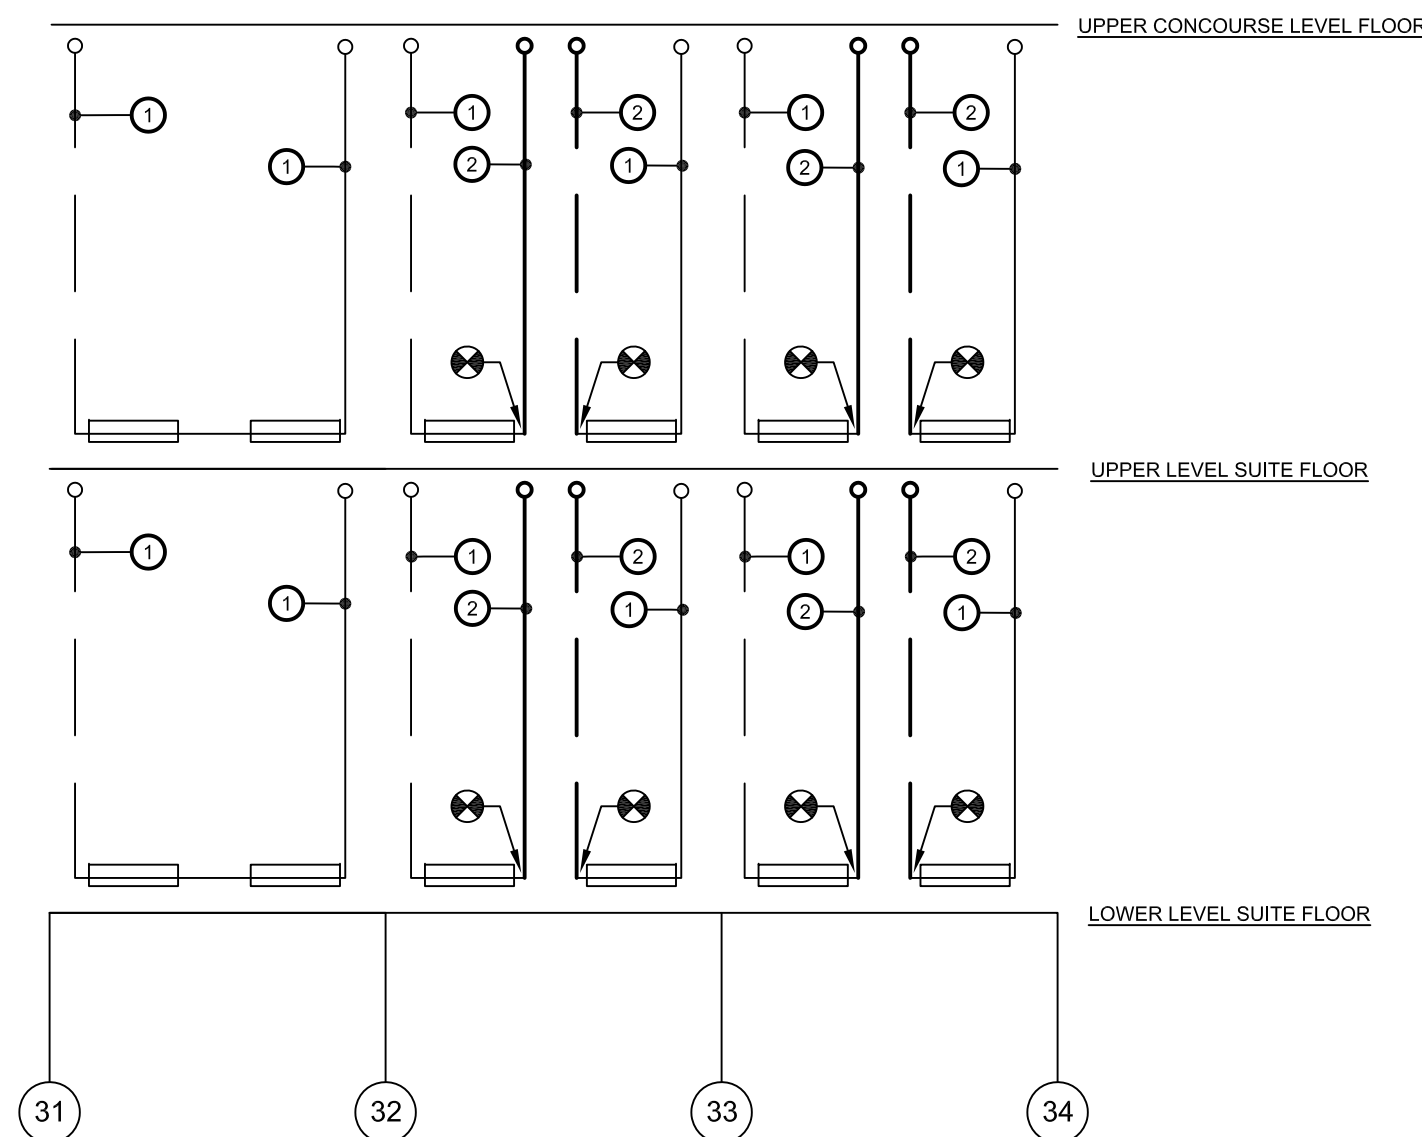 UPPER CONCOURSE LEVEL FLOOR
1 1 2 1 2
1 2 1 2 1
UPPER LEVEL SUITE FLOOR
1 1 2 1 2
1 2 1 2 1
LOWER LEVEL SUITE FLOOR
31 32 33 34